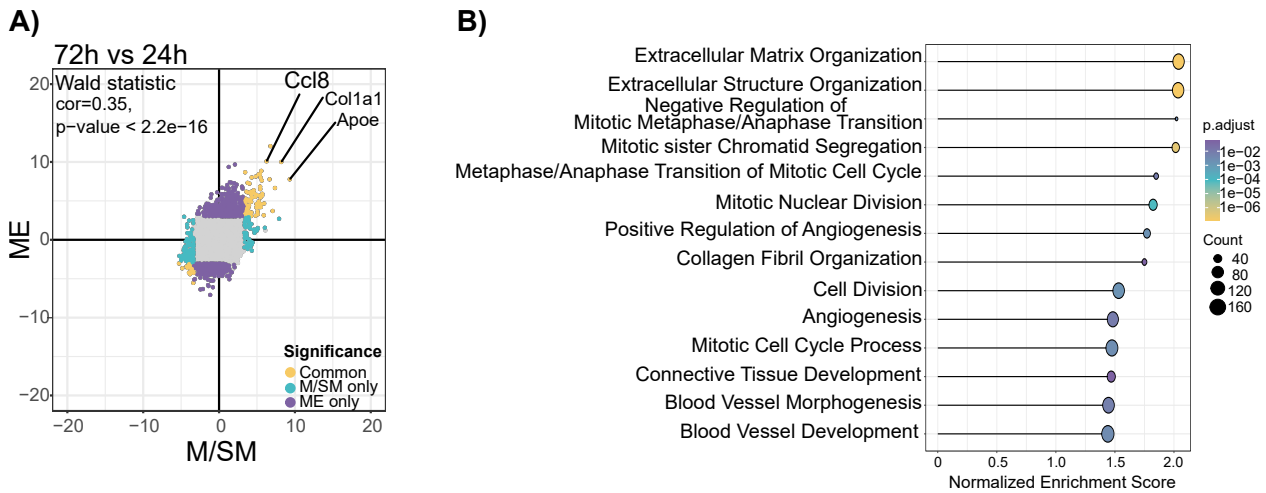 A)
72h vs 24h
Wald statistic
cor=0.35,
p−value < 2.2e−16
Ccl8
Col1a1
Apoe
20
10
0
−10
−20
ME
Significance
Common
M/SM only
ME only
−20
−10
0
10
20
M/SM
B)
Extracellular Matrix Organization
Extracellular Structure Organization
Negative Regulation of
Mitotic Metaphase/Anaphase Transition
Mitotic sister Chromatid Segregation
Metaphase/Anaphase Transition of Mitotic Cell Cycle
Mitotic Nuclear Division
Positive Regulation of Angiogenesis
Collagen Fibril Organization
Cell Division
Angiogenesis
Mitotic Cell Cycle Process
Connective Tissue Development
Blood Vessel Morphogenesis
Blood Vessel Development
0
0.5
1.0
1.5
2.0
Normalized Enrichment Score
p.adjust
1e−02
1e−03
1e−04
1e−05
1e−06
Count
40
80
120
160